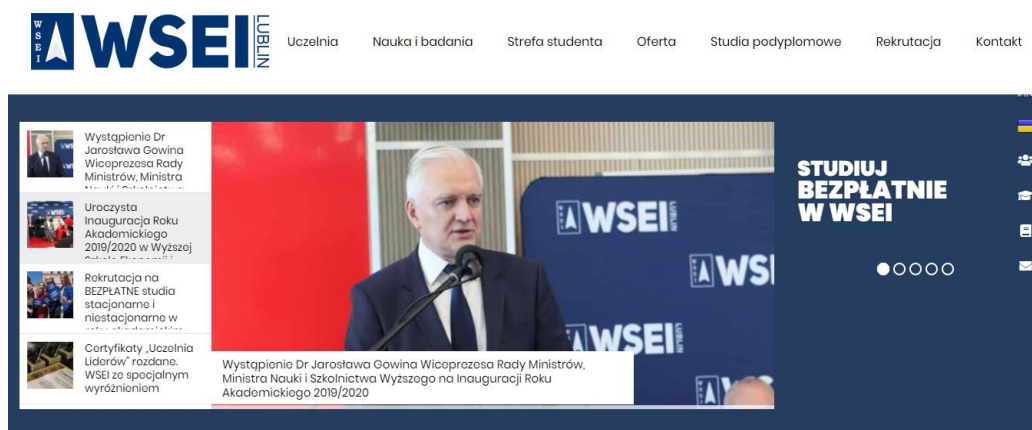 WSEI
WSEI LUBLIN
Uczelnia Nauka i badania Strefa studenta Oferta Studia podyplomowe Rekrutacja Kontakt
Wystąpienie Dr
Jarosława Gowina
Wiceprezesa Rady
Ministrów, Ministra
Uroczysta
Inauguracja Roku
Akademickiego
2019/2020 w Wyższej
Rekrutacja na
BEZPŁATNE studia
stacjonarne i
niestacjonarne w
Certyfikaty „Uczelnia
Liderów” rozdane.
WSEI ze specjalnym
wyróżnieniem
WSEI
WSEI
Wystąpienie Dr Jarosława Gowina Wiceprezesa Rady Ministrów,
Ministra Nauki i Szkolnictwa Wyższego na Inauguracji Roku
Akademickiego 2019/2020
STUDIUJ
BEZPŁATNIE
W WSEI